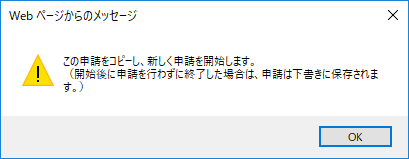 Web ページからのメッセージ
この申請をコピーし、新しく申請を開始します。
（開始後に申請を行わずに終了した場合は、申請は下書きに保存されま
す。）
OK